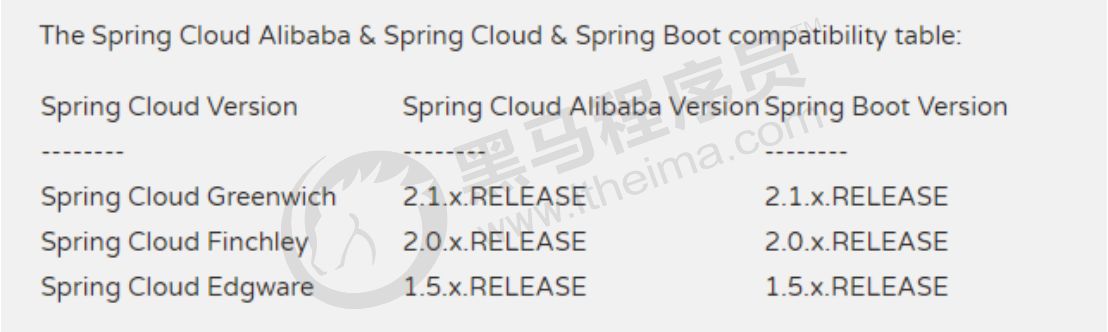 The Spring Cloud Alibaba & Spring Cloud & Spring Boot compatibility table:
Spring Cloud Version Spring Cloud Alibaba Version Spring Boot Version
-------- -------- --------
Spring Cloud Greenwich 2.1.x.RELEASE 2.1.x.RELEASE
Spring Cloud Finchley 2.0.x.RELEASE 2.0.x.RELEASE
Spring Cloud Edgware 1.5.x.RELEASE 1.5.x.RELEASE
黑马程序员™
www.itheima.com